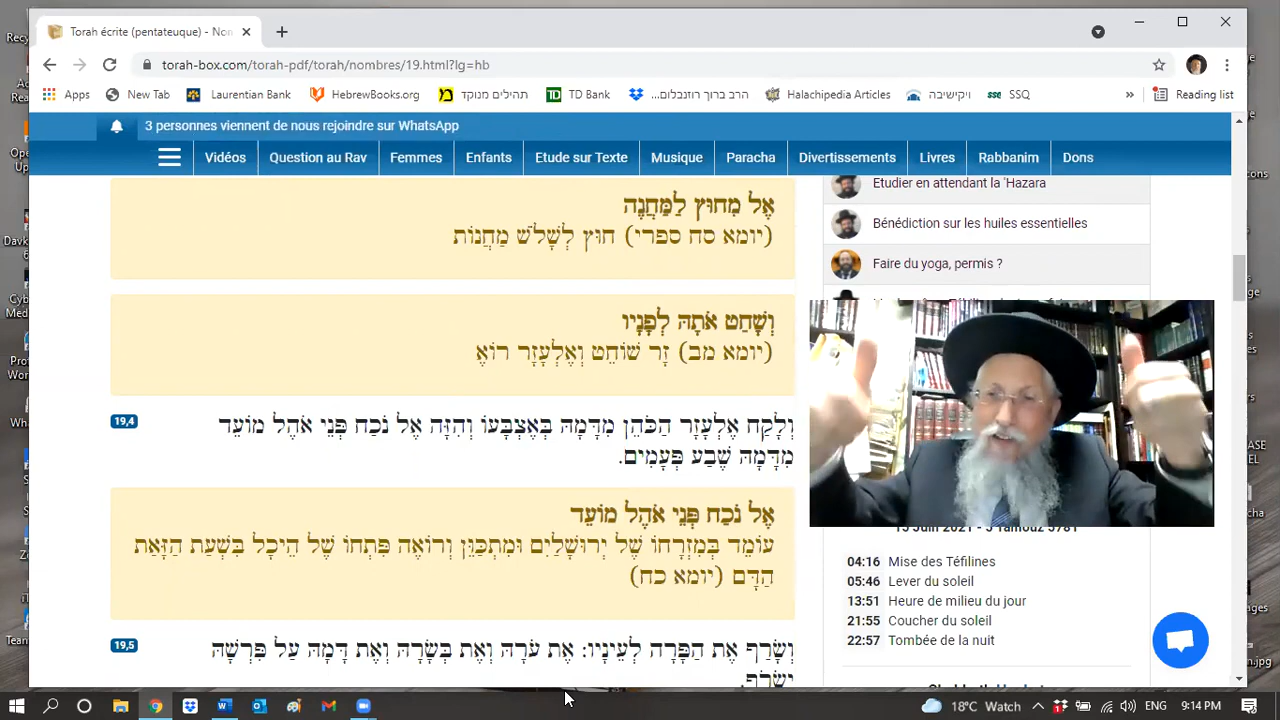 Torah écrite (pentateuque) - Nom
torah-box.com/torah-pdf/torah/nombres/19.html?lg=hb
Apps New Tab Laurentian Bank HebrewBooks.org תהילים מנוקד TD Bank הרב ברוך רוזנבלום... Halachipedia Articles ויקישיבה SSQ » Reading list
3 personnes viennent de nous rejoindre sur WhatsApp
Vidéos Question au Rav Femmes Enfants Etude sur Texte Musique Paracha Divertissements Livres Rabbanim Dons
אֶל מִחוּץ לַמַּחֲנֶה
(יומא סח ספרי) חוּץ לְשָׁלֹשׁ מַחֲנוֹת
וְשָׁחַט אֹתָהּ לְפָנָיו
(יומא מב) זָר שׁוֹחֵט וְאֶלְעָזָר רוֹאֶ
19,4
וְלָקַח אֶלְעָזָר הַכֹּהֵן מִדָּמָהּ בְּאֶצְבָּעוֹ וְהִזָּה אֶל נֹכַח פְּנֵי אֹהֶל מוֹעֵד
מִדָּמָהּ שֶׁבַע פְּעָמִים.
אֶל נֹכַח פְּנֵי אֹהֶל מוֹעֵד
עוֹמֵד בְּמִזְרָחוֹ שֶׁל יְרוּשָׁלַיִם וּמִתְכַּוֵּן וְרוֹאֶה פִּתְחוֹ שֶׁל הֵיכָל בִּשְׁעַת הַזָּאַת
הַדָּם (יומא כח)
19,5
וְשָׂרַף אֶת הַפָּרָה לְעֵינָיו: אֶת עֹרָהּ וְאֶת בְּשָׂרָהּ וְאֶת דָּמָהּ עַל פִּרְשָׁהּ
יִשְׂרֹף.
Etudier en attendant la 'Hazara
Bénédiction sur les huiles essentielles
Faire du yoga, permis ?
15 Juin 2021 - 5 Tamouz 5781
04:16 Mise des Téfilines
05:46 Lever du soleil
13:51 Heure de milieu du jour
21:55 Coucher du soleil
22:57 Tombée de la nuit
18°C Watch ENG 9:14 PM